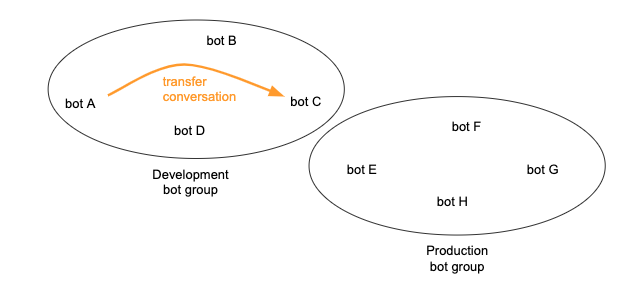 bot B
transfer
conversation
bot A
bot C
bot D
Development
bot group
bot F
bot E
bot G
bot H
Production
bot group